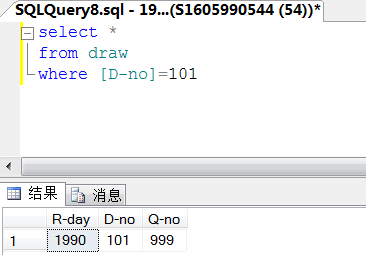 SQLQuery8.sql - 19...(S1605990544 (54))*
select *
from draw
where [D-no]=101
结果 消息
R-day D-no Q-no
1 1990 101 999